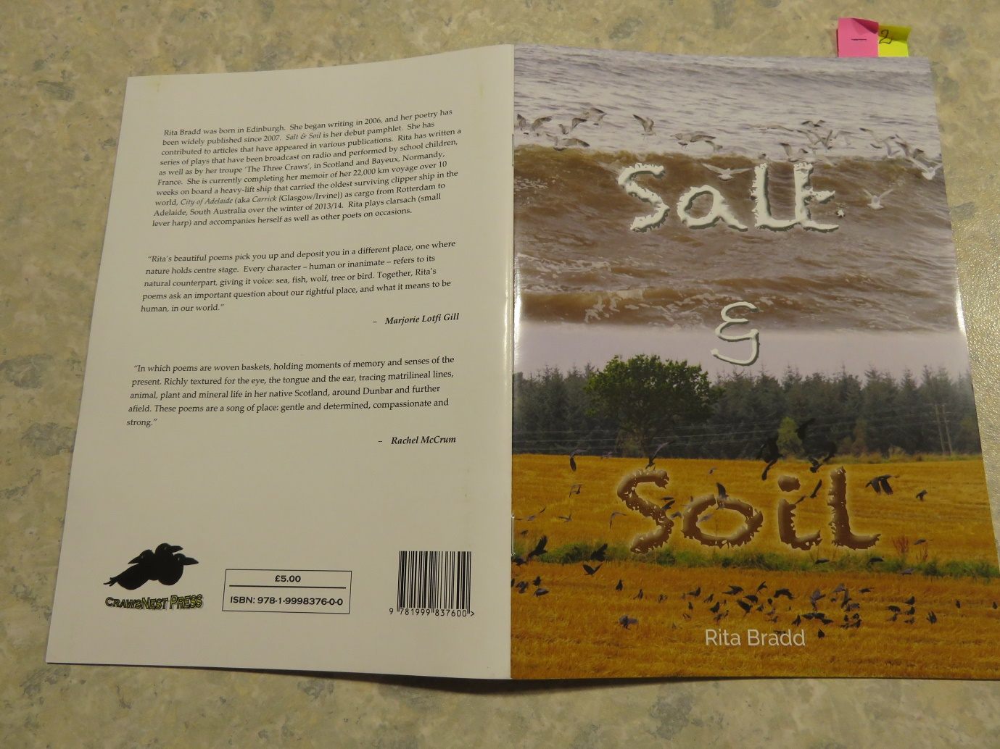 Rita Bradd was born in Edinburgh. She began writing in 2006, and her poetry has
been widely published since 2007. Salt & Soil is her debut pamphlet. She has
contributed to articles that have appeared in various publications. Rita has written a
series of plays that have been broadcast on radio and performed by school children,
as well as by her troupe 'The Three Craws', in Scotland and Bayeux, Normandy,
France. She is currently completing her memoir of her 22,000 km voyage over 10
weeks on board a heavy-lift ship that carried the oldest surviving clipper ship in the
world, City of Adelaide (aka Carrick {Glasgow/Irvine}) as cargo from Rotterdam to
Adelaide, South Australia over the winter of 2013/14. Rita plays clarsach (small
lever harp) and accompanies herself as well as other poets on occasions.
"Rita's beautiful poems pick you up and deposit you in a different place, one where
nature holds centre stage. Every character – human or inanimate – refers to its
natural counterpart, giving it voice: sea, fish, wolf, tree or bird. Together, Rita's
poems ask an important question about our rightful place, and what it means to be
human, in our world."
– Marjorie Lotfi Gill
"In which poems are woven baskets, holding moments of memory and senses of the
present. Richly textured for the eye, the tongue and the ear, tracing matrilineal lines,
animal, plant and mineral life in her native Scotland, around Dunbar and further
afield. These poems are a song of place: gentle and determined, compassionate and
strong."
– Rachel McCrum
CRAWSNEST PRESS
£5.00
ISBN: 978-1-9998376-0-0
9 781999 837600 >
1 2
Salt
&
Soil
Rita Bradd